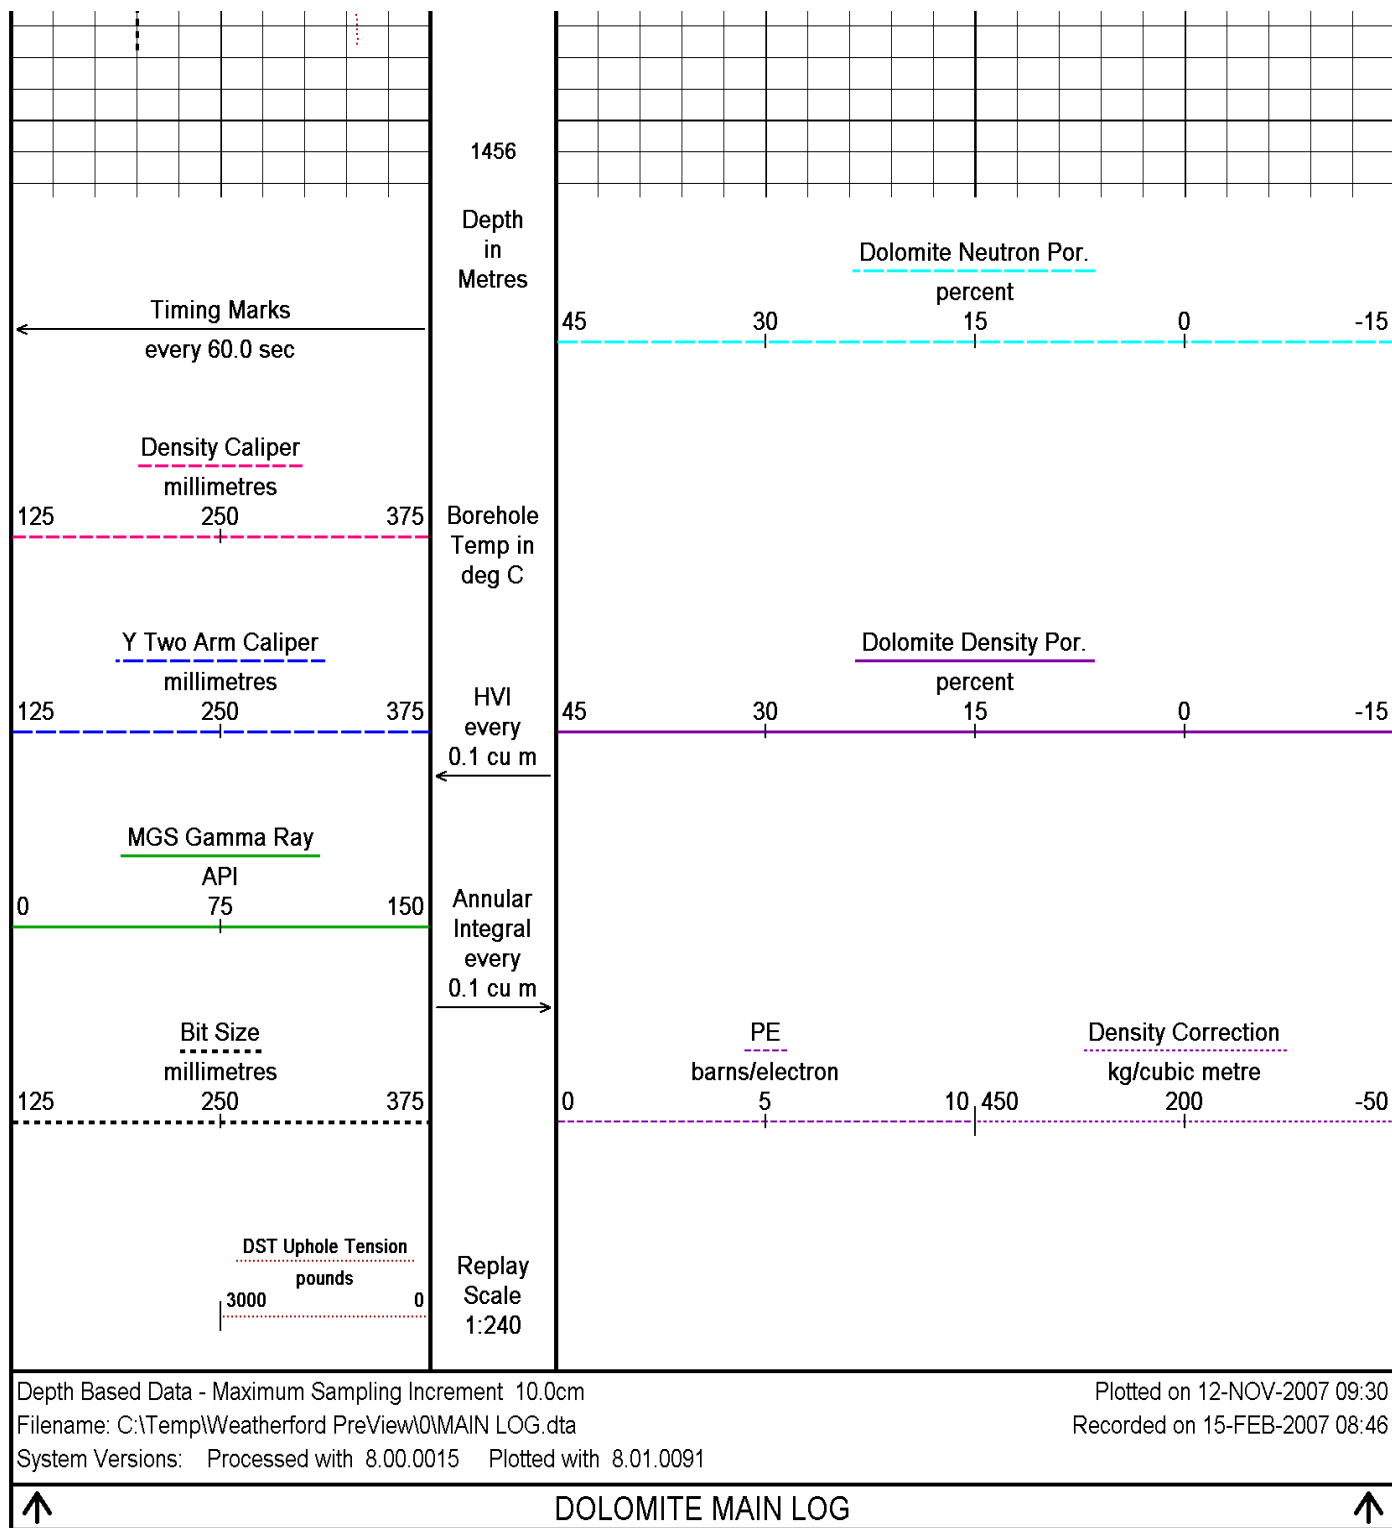 1456
Depth
in
Metres
Timing Marks
every 60.0 sec
Dolomite Neutron Por.
percent
45 30 15 0 -15
Density Caliper
millimetres
125 250 375
Borehole
Temp in
deg C
Y Two Arm Caliper
millimetres
125 250 375
HVI
every
0.1 cu m
Dolomite Density Por.
percent
45 30 15 0 -15
MGS Gamma Ray
API
0 75 150
Annular
Integral
every
0.1 cu m
Bit Size
millimetres
125 250 375
PE
barns/electron
0 5 10
Density Correction
kg/cubic metre
450 200 -50
DST Uphole Tension
pounds
3000 0
Replay
Scale
1:240
Depth Based Data - Maximum Sampling Increment 10.0cm
Plotted on 12-NOV-2007 09:30
Filename: C:\Temp\Weatherford PreView\0\MAIN LOG.dta
Recorded on 15-FEB-2007 08:46
System Versions: Processed with 8.00.0015 Plotted with 8.01.0091
DOLOMITE MAIN LOG